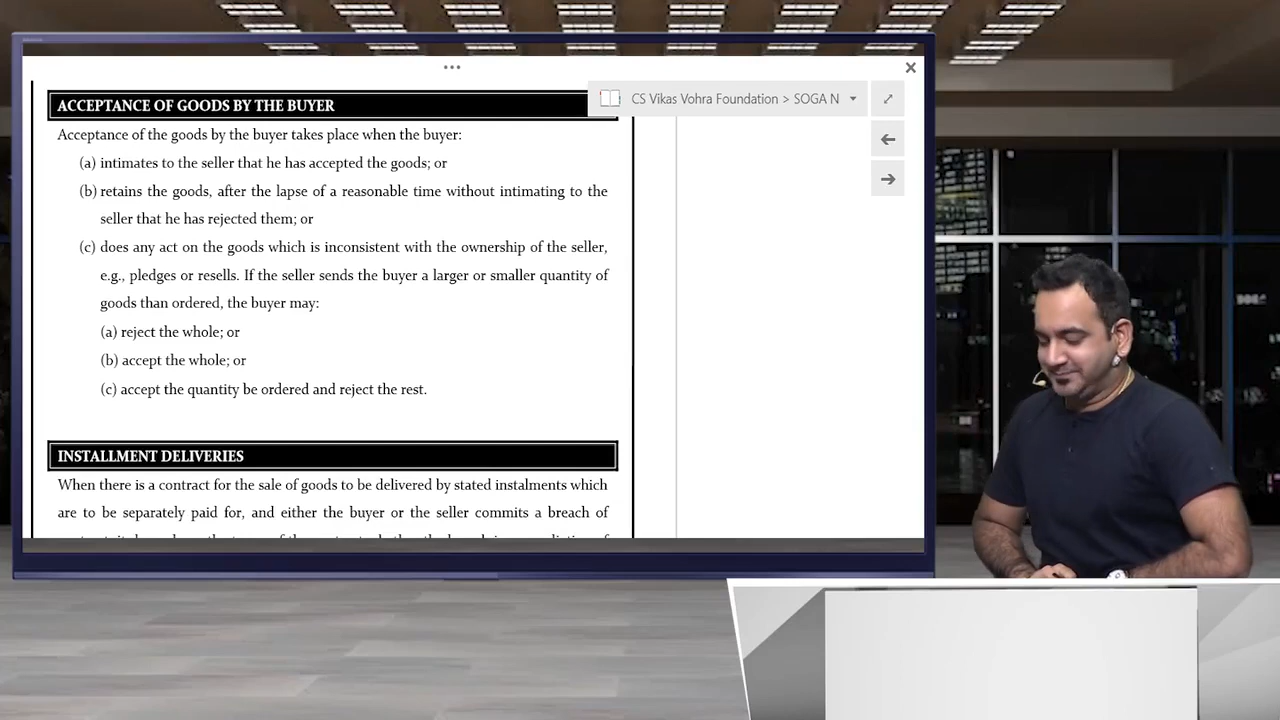 ACCEPTANCE OF GOODS BY THE BUYER
CS Vikas Vohra Foundation > SOGA N
Acceptance of the goods by the buyer takes place when the buyer:
(a) intimates to the seller that he has accepted the goods; or
(b) retains the goods, after the lapse of a reasonable time without intimating to the
seller that he has rejected them; or
(c) does any act on the goods which is inconsistent with the ownership of the seller,
e.g., pledges or resells. If the seller sends the buyer a larger or smaller quantity of
goods than ordered, the buyer may:
(a) reject the whole; or
(b) accept the whole; or
(c) accept the quantity be ordered and reject the rest.
INSTALLMENT DELIVERIES
When there is a contract for the sale of goods to be delivered by stated instalments which
are to be separately paid for, and either the buyer or the seller commits a breach of